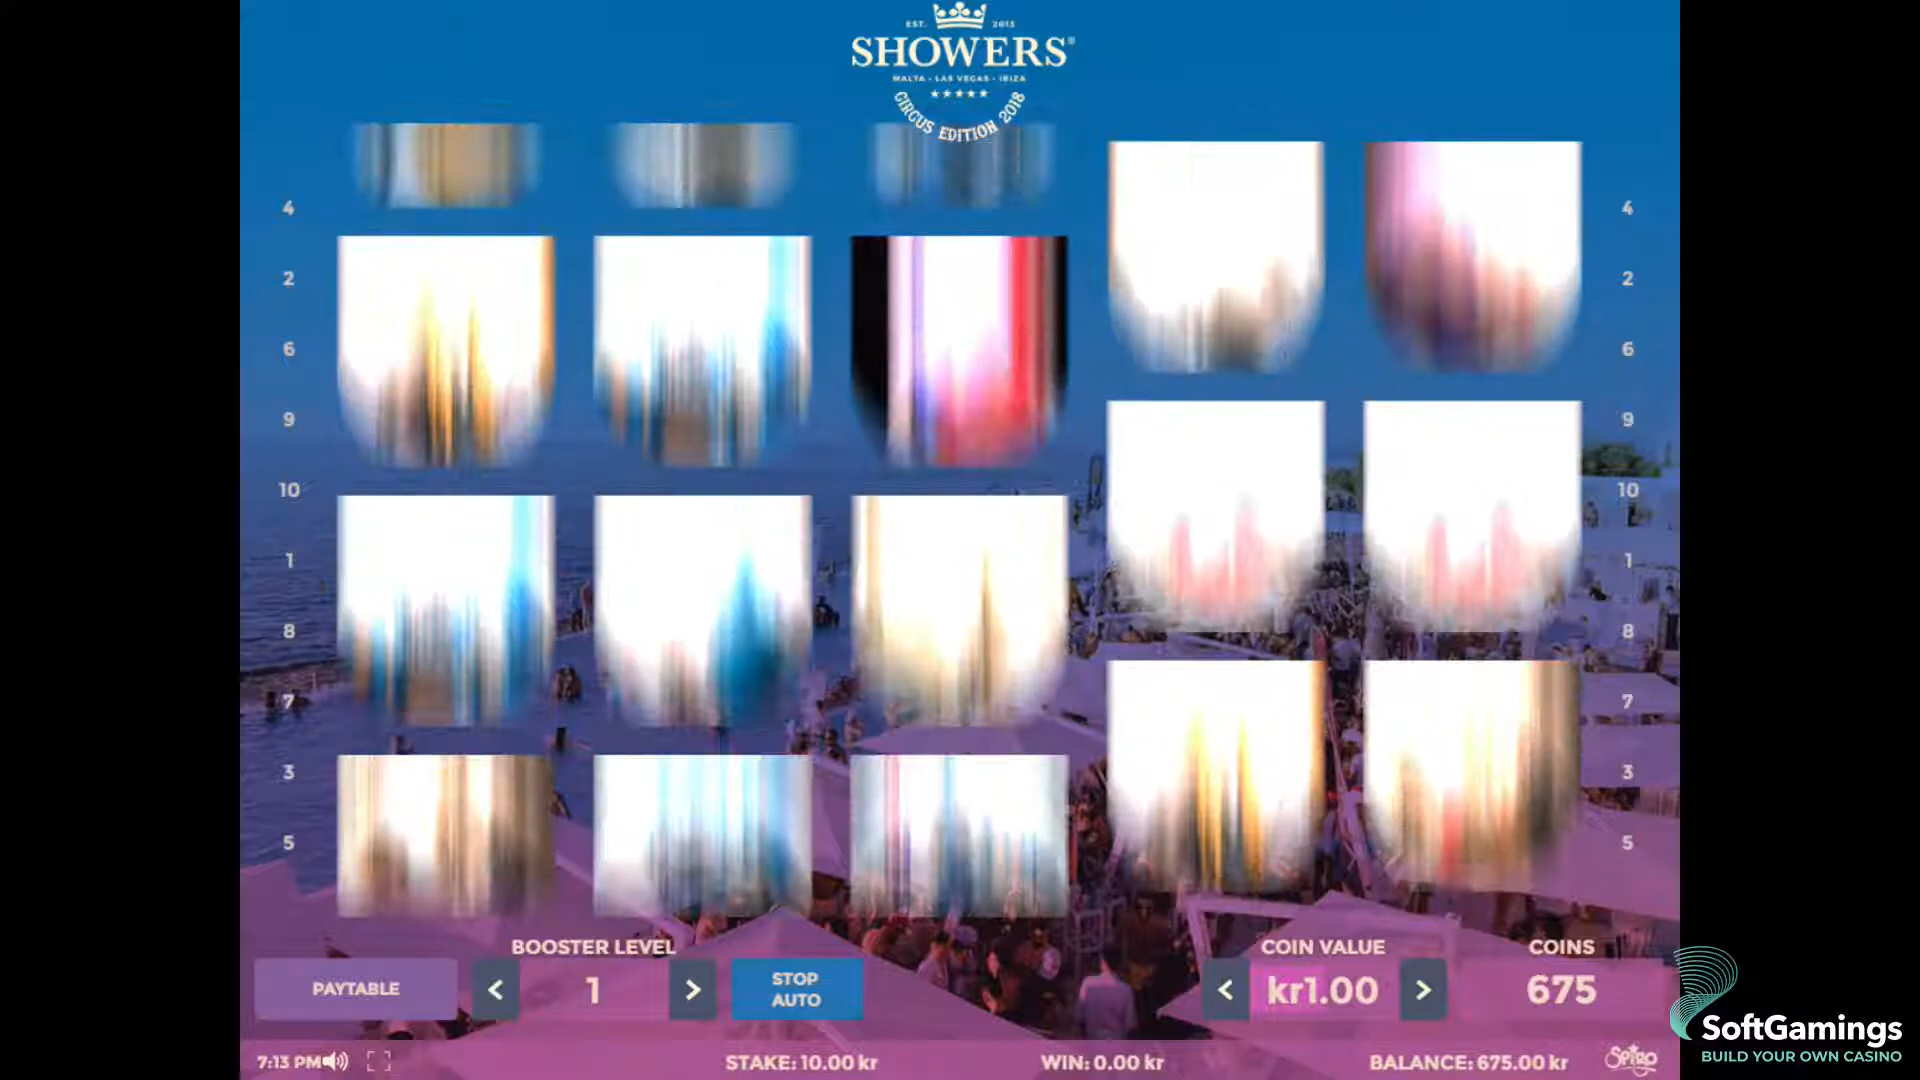 EST. 2013
SHOWERS®
MALTA - LAS VEGAS - IBIZA
CIRCUS EDITION 2018
4 4
2 2
6 6
9 9
10 10
1 1
8 8
7 7
3 3
5 5
BOOSTER LEVEL
COIN VALUE
COINS
PAYTABLE
< 1 >
STOP
AUTO
< kr1.00 >
675
7:13 PM
STAKE: 10.00 kr
WIN: 0.00 kr
BALANCE: 675.00 kr
Spigo
SoftGamings
BUILD YOUR OWN CASINO